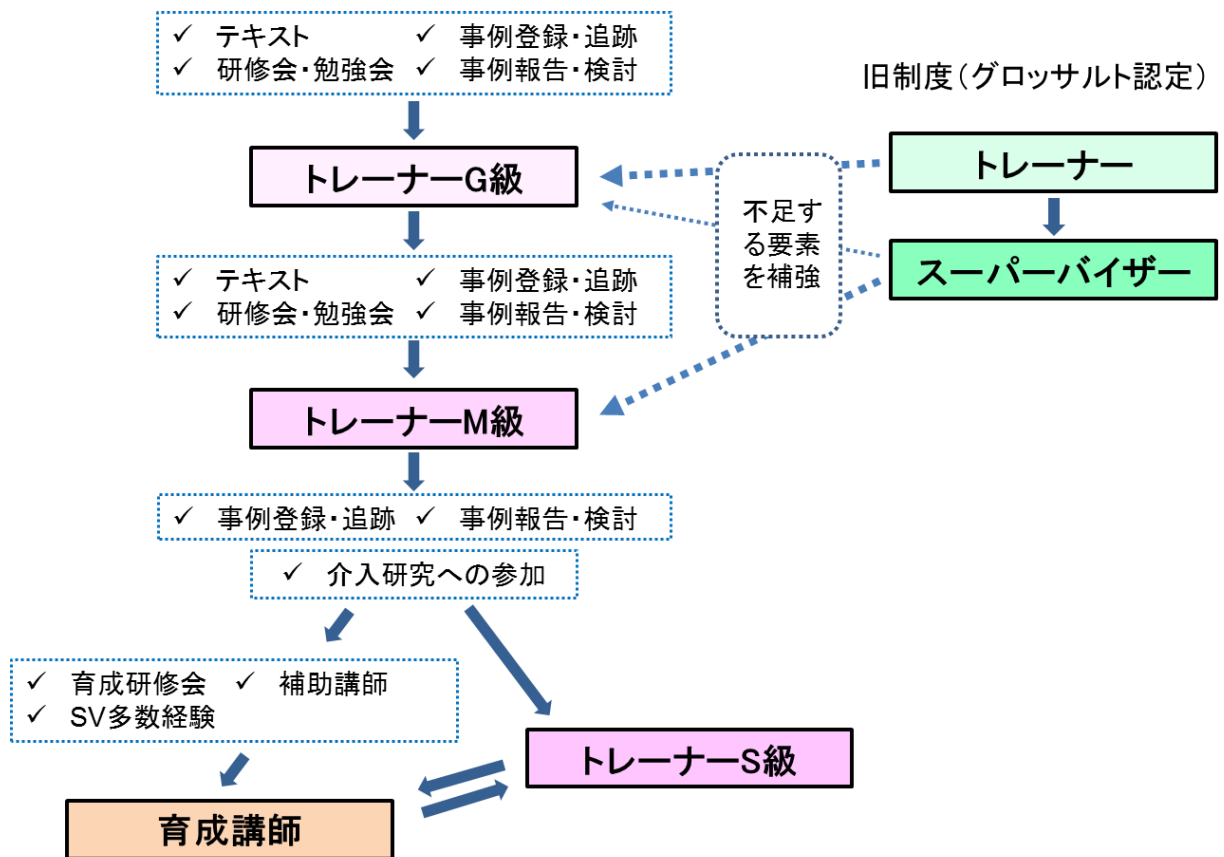 ✓ テキスト ✓ 事例登録・追跡
✓ 研修会・勉強会 ✓ 事例報告・検討
旧制度（グロッサルト認定）
トレーナーG級
トレーナー
不足す
る要素
を補強
スーパーバイザー
✓ テキスト ✓ 事例登録・追跡
✓ 研修会・勉強会 ✓ 事例報告・検討
トレーナーM級
✓ 事例登録・追跡 ✓ 事例報告・検討
✓ 介入研究への参加
✓ 育成研修会 ✓ 補助講師
✓ SV多数経験
トレーナーS級
育成講師